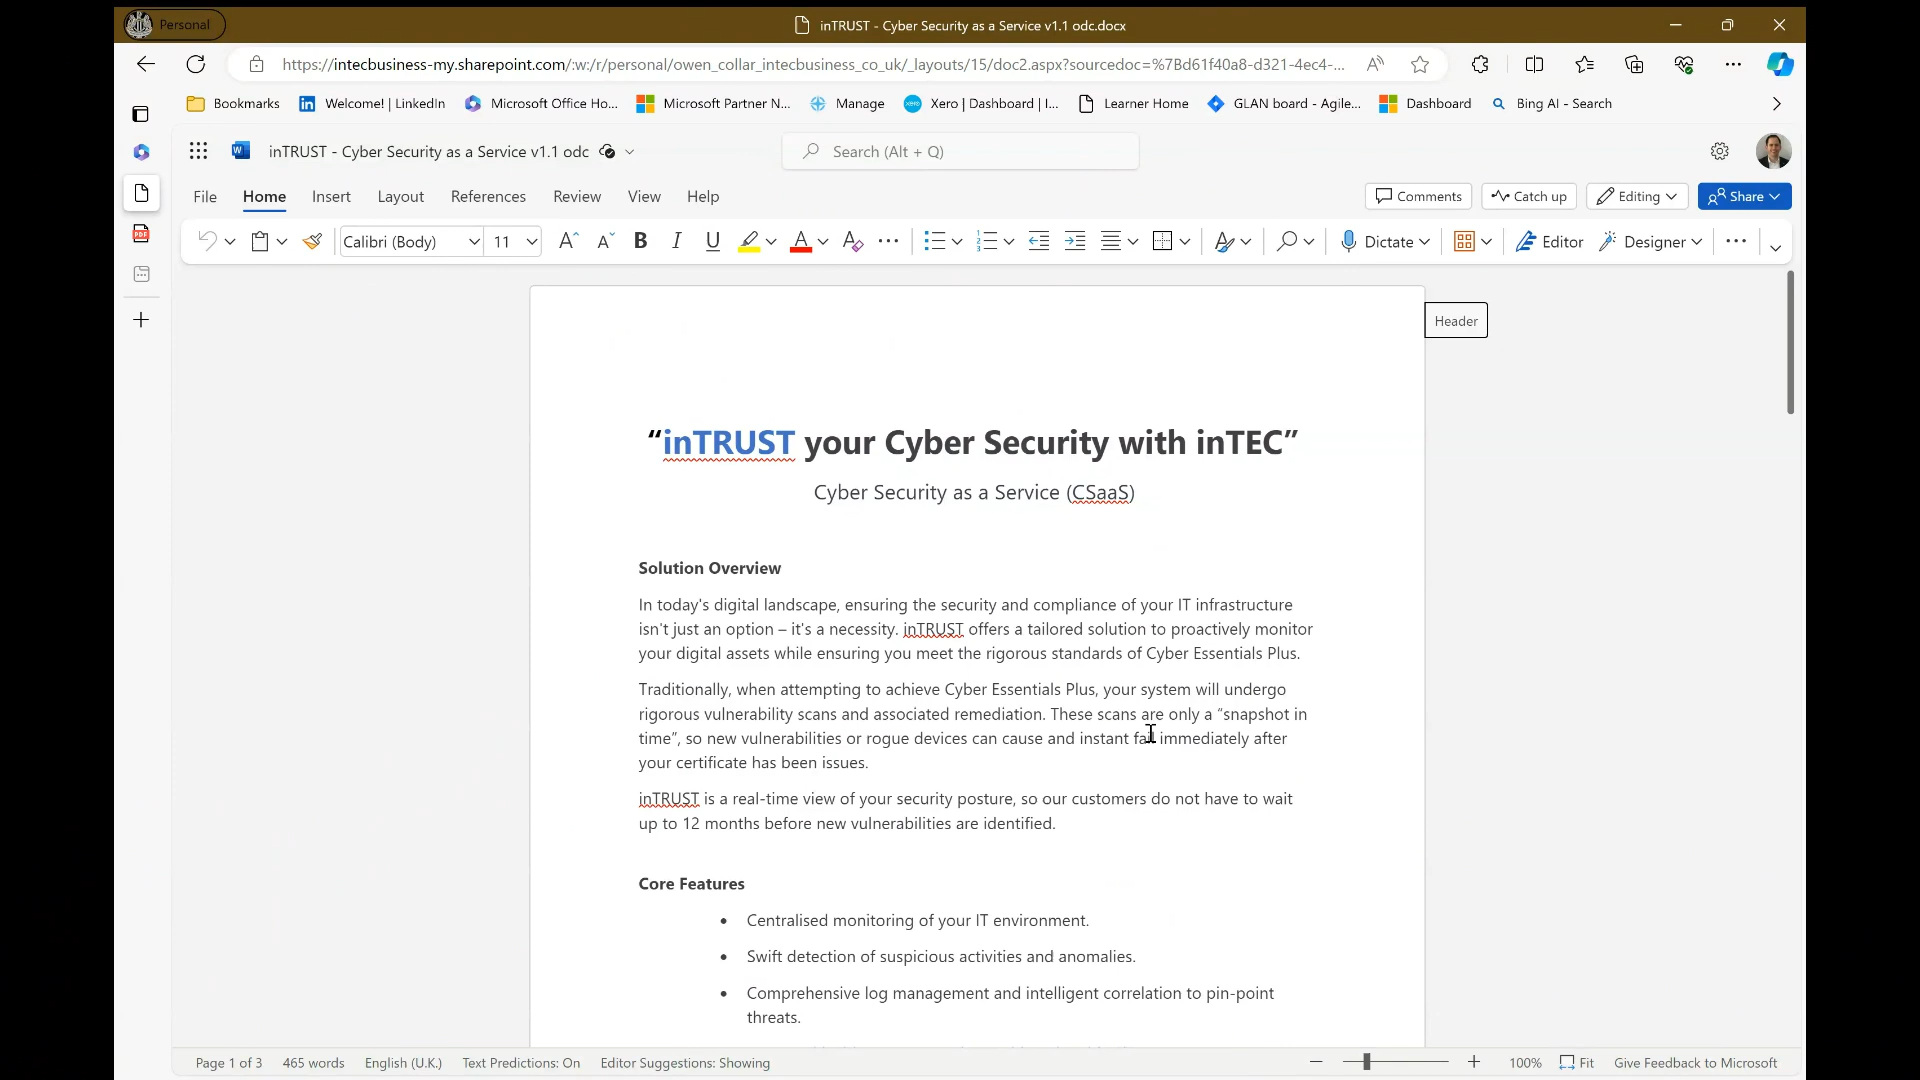 Personal
inTRUST - Cyber Security as a Service v1.1 odc.docx
https://intecbusiness-my.sharepoint.com/:w:/r/personal/owen_collar_intecbusiness_co_uk/_layouts/15/doc2.aspx?sourcedoc=%7Bd61f40a8-d321-4ec4-...
Bookmarks Welcome! | LinkedIn Microsoft Office Ho... Microsoft Partner N... Manage Xero | Dashboard | I... Learner Home GLAN board - Agile... Dashboard Bing AI - Search
inTRUST - Cyber Security as a Service v1.1 odc
Search (Alt + Q)
File Home Insert Layout References Review View Help
Comments Catch up Editing Share
Calibri (Body) 11 Dictate Editor Designer
Header
“inTRUST your Cyber Security with inTEC”
Cyber Security as a Service (CSaaS)
Solution Overview
In today's digital landscape, ensuring the security and compliance of your IT infrastructure
isn't just an option – it's a necessity. inTRUST offers a tailored solution to proactively monitor
your digital assets while ensuring you meet the rigorous standards of Cyber Essentials Plus.
Traditionally, when attempting to achieve Cyber Essentials Plus, your system will undergo
rigorous vulnerability scans and associated remediation. These scans are only a “snapshot in
time”, so new vulnerabilities or rogue devices can cause and instant fail immediately after
your certificate has been issues.
inTRUST is a real-time view of your security posture, so our customers do not have to wait
up to 12 months before new vulnerabilities are identified.
Core Features
• Centralised monitoring of your IT environment.
• Swift detection of suspicious activities and anomalies.
• Comprehensive log management and intelligent correlation to pin-point
threats.
Page 1 of 3 465 words English (U.K.) Text Predictions: On Editor Suggestions: Showing
100% Fit Give Feedback to Microsoft